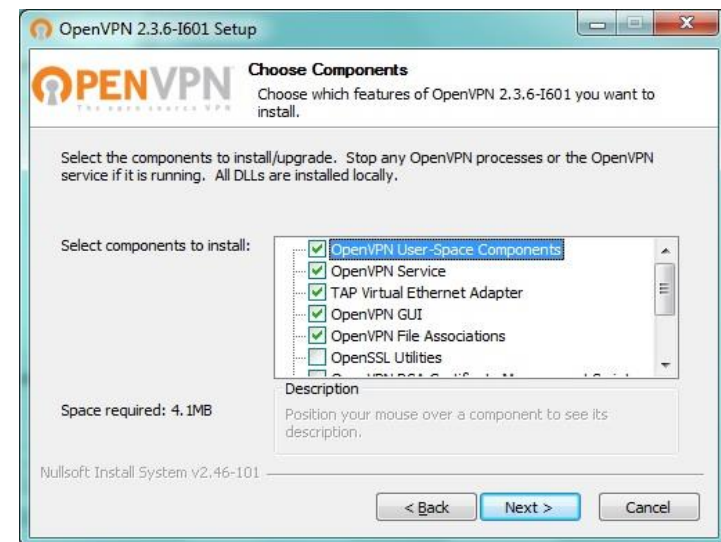 OpenVPN 2.3.6-I601 Setup
OPENVPN
The open source VPN
Choose Components
Choose which features of OpenVPN 2.3.6-I601 you want to
install.
Select the components to install/upgrade.  Stop any OpenVPN processes or the OpenVPN
service if it is running.  All DLLs are installed locally.
Select components to install:
OpenVPN User-Space Components
OpenVPN Service
TAP Virtual Ethernet Adapter
OpenVPN GUI
OpenVPN File Associations
OpenSSL Utilities
Space required: 4.1MB
Description
Position your mouse over a component to see its
description.
Nullsoft Install System v2.46-101
< Back
Next >
Cancel